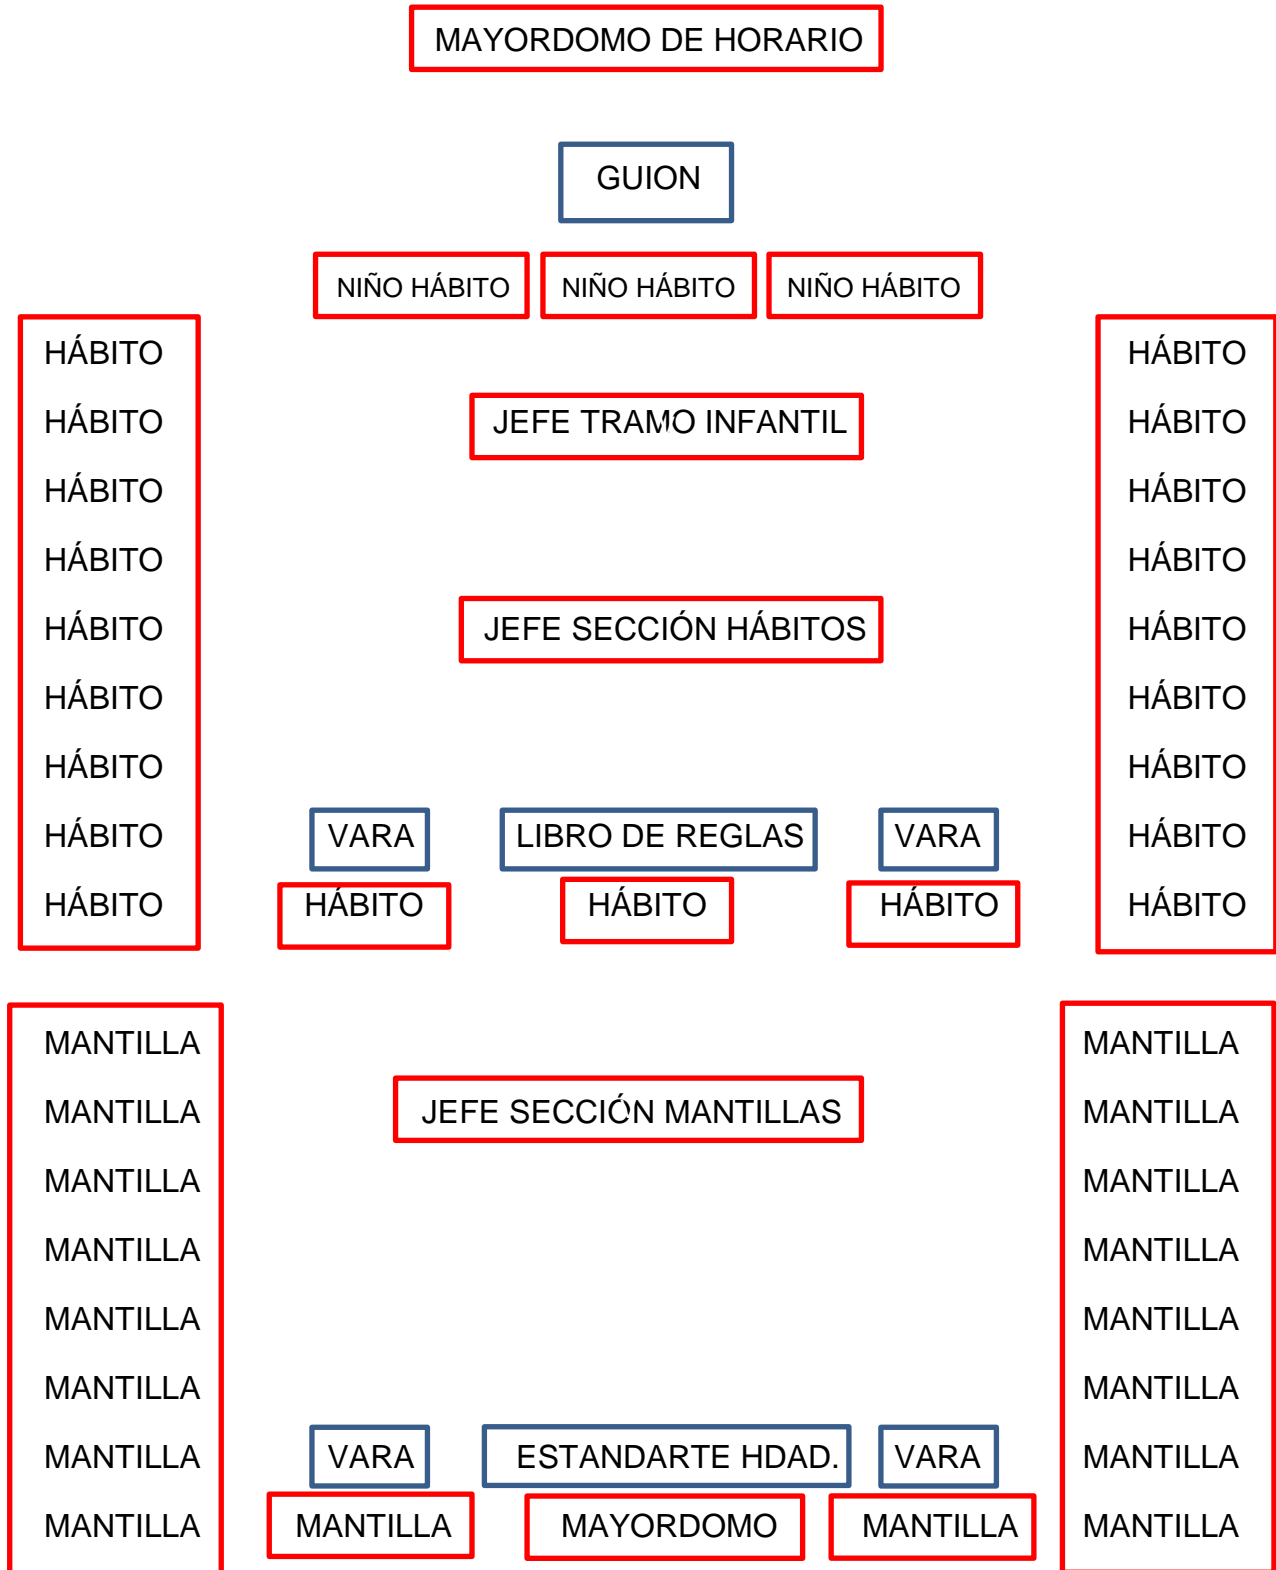 MAYORDOMO DE HORARIO
GUION
NIÑO HÁBITO NIÑO HÁBITO NIÑO HÁBITO
HÁBITO HÁBITO
HÁBITO JEFE TRAMO INFANTIL HÁBITO
HÁBITO HÁBITO
HÁBITO HÁBITO
HÁBITO JEFE SECCIÓN HÁBITOS HÁBITO
HÁBITO HÁBITO
HÁBITO HÁBITO
HÁBITO VARA LIBRO DE REGLAS VARA HÁBITO
HÁBITO HÁBITO HÁBITO HÁBITO HÁBITO
MANTILLA MANTILLA
MANTILLA JEFE SECCIÓN MANTILLAS MANTILLA
MANTILLA MANTILLA
MANTILLA MANTILLA
MANTILLA MANTILLA
MANTILLA MANTILLA
MANTILLA VARA ESTANDARTE HDAD. VARA MANTILLA
MANTILLA MANTILLA MAYORDOMO MANTILLA MANTILLA